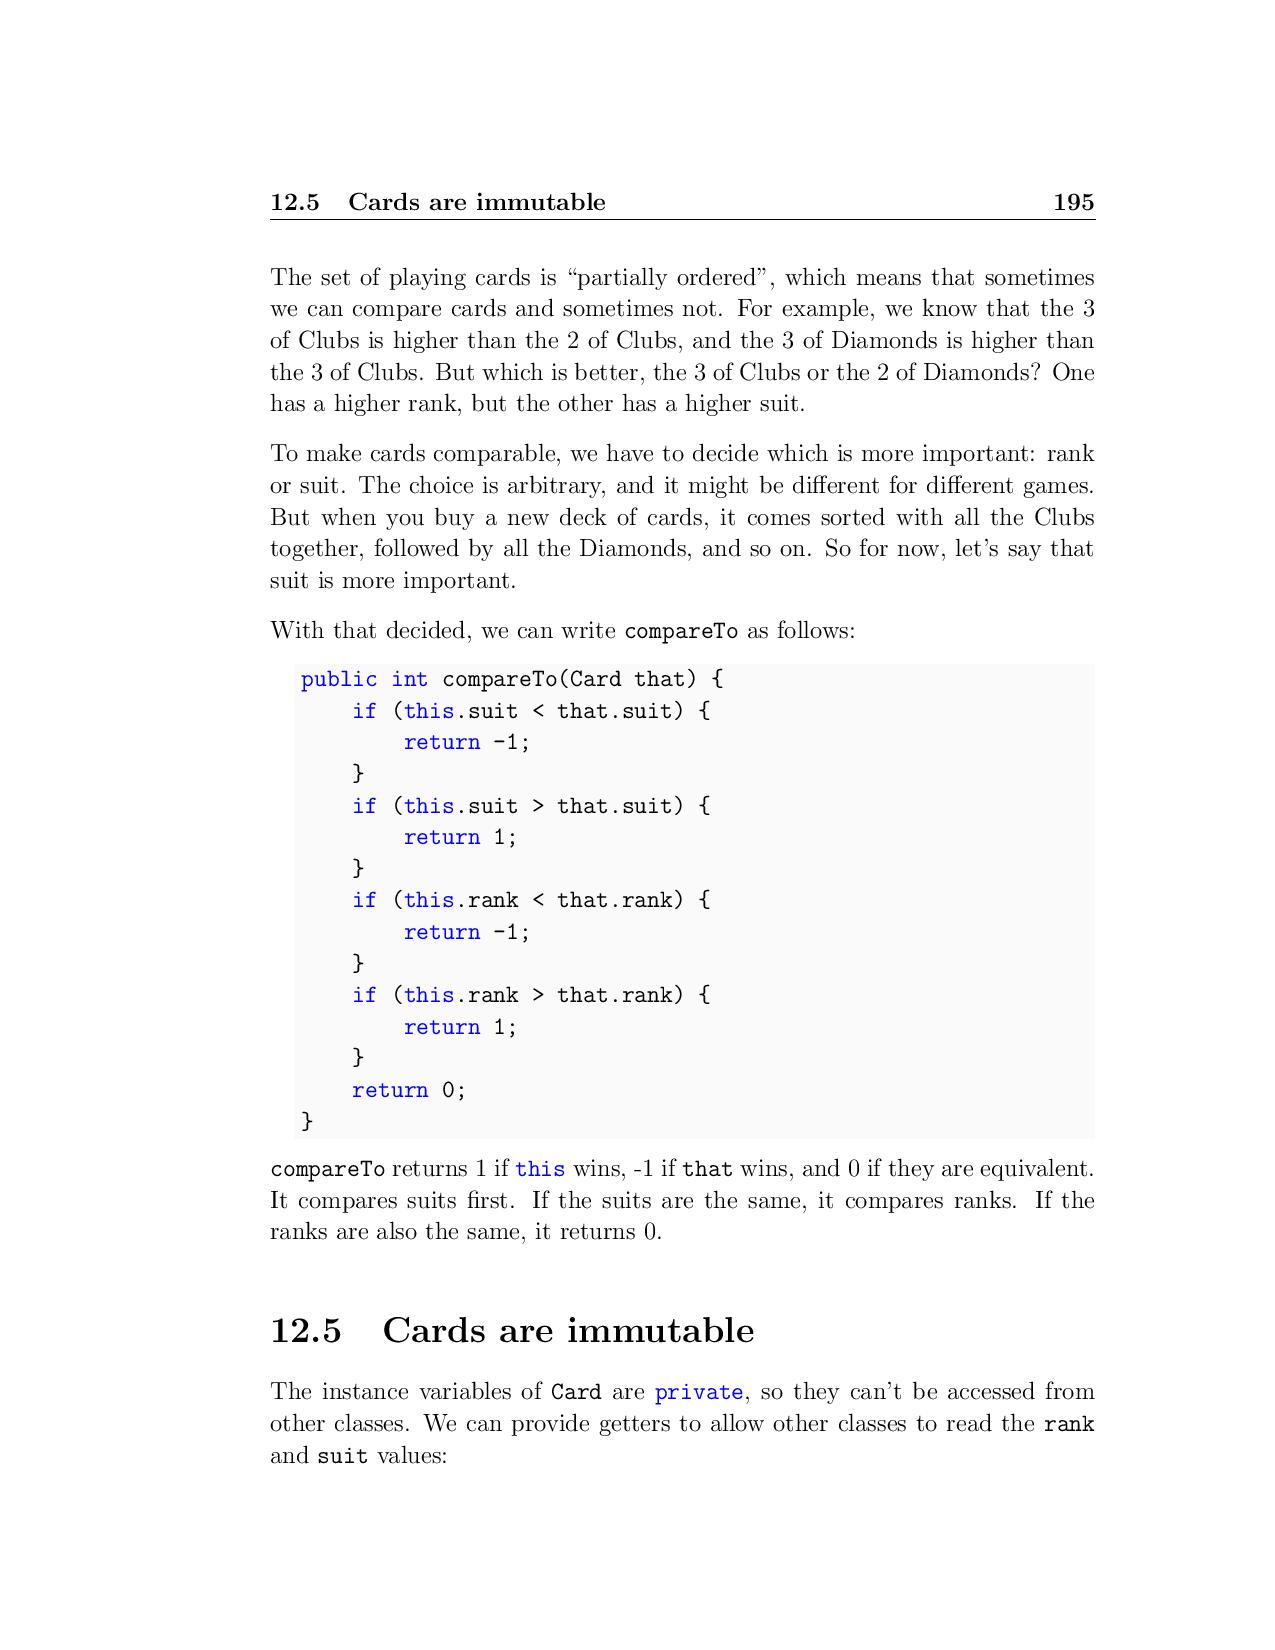 12.5 Cards are immutable 195
The set of playing cards is “partially ordered”, which means that sometimes
we can compare cards and sometimes not. For example, we know that the 3
of Clubs is higher than the 2 of Clubs, and the 3 of Diamonds is higher than
the 3 of Clubs. But which is better, the 3 of Clubs or the 2 of Diamonds? One
has a higher rank, but the other has a higher suit.
To make cards comparable, we have to decide which is more important: rank
or suit. The choice is arbitrary, and it might be different for different games.
But when you buy a new deck of cards, it comes sorted with all the Clubs
together, followed by all the Diamonds, and so on. So for now, let’s say that
suit is more important.
With that decided, we can write compareTo as follows:
public int compareTo(Card that) {
    if (this.suit < that.suit) {
        return -1;
    }
    if (this.suit > that.suit) {
        return 1;
    }
    if (this.rank < that.rank) {
        return -1;
    }
    if (this.rank > that.rank) {
        return 1;
    }
    return 0;
}
compareTo returns 1 if this wins, -1 if that wins, and 0 if they are equivalent.
It compares suits first. If the suits are the same, it compares ranks. If the
ranks are also the same, it returns 0.
12.5 Cards are immutable
The instance variables of Card are private, so they can’t be accessed from
other classes. We can provide getters to allow other classes to read the rank
and suit values: